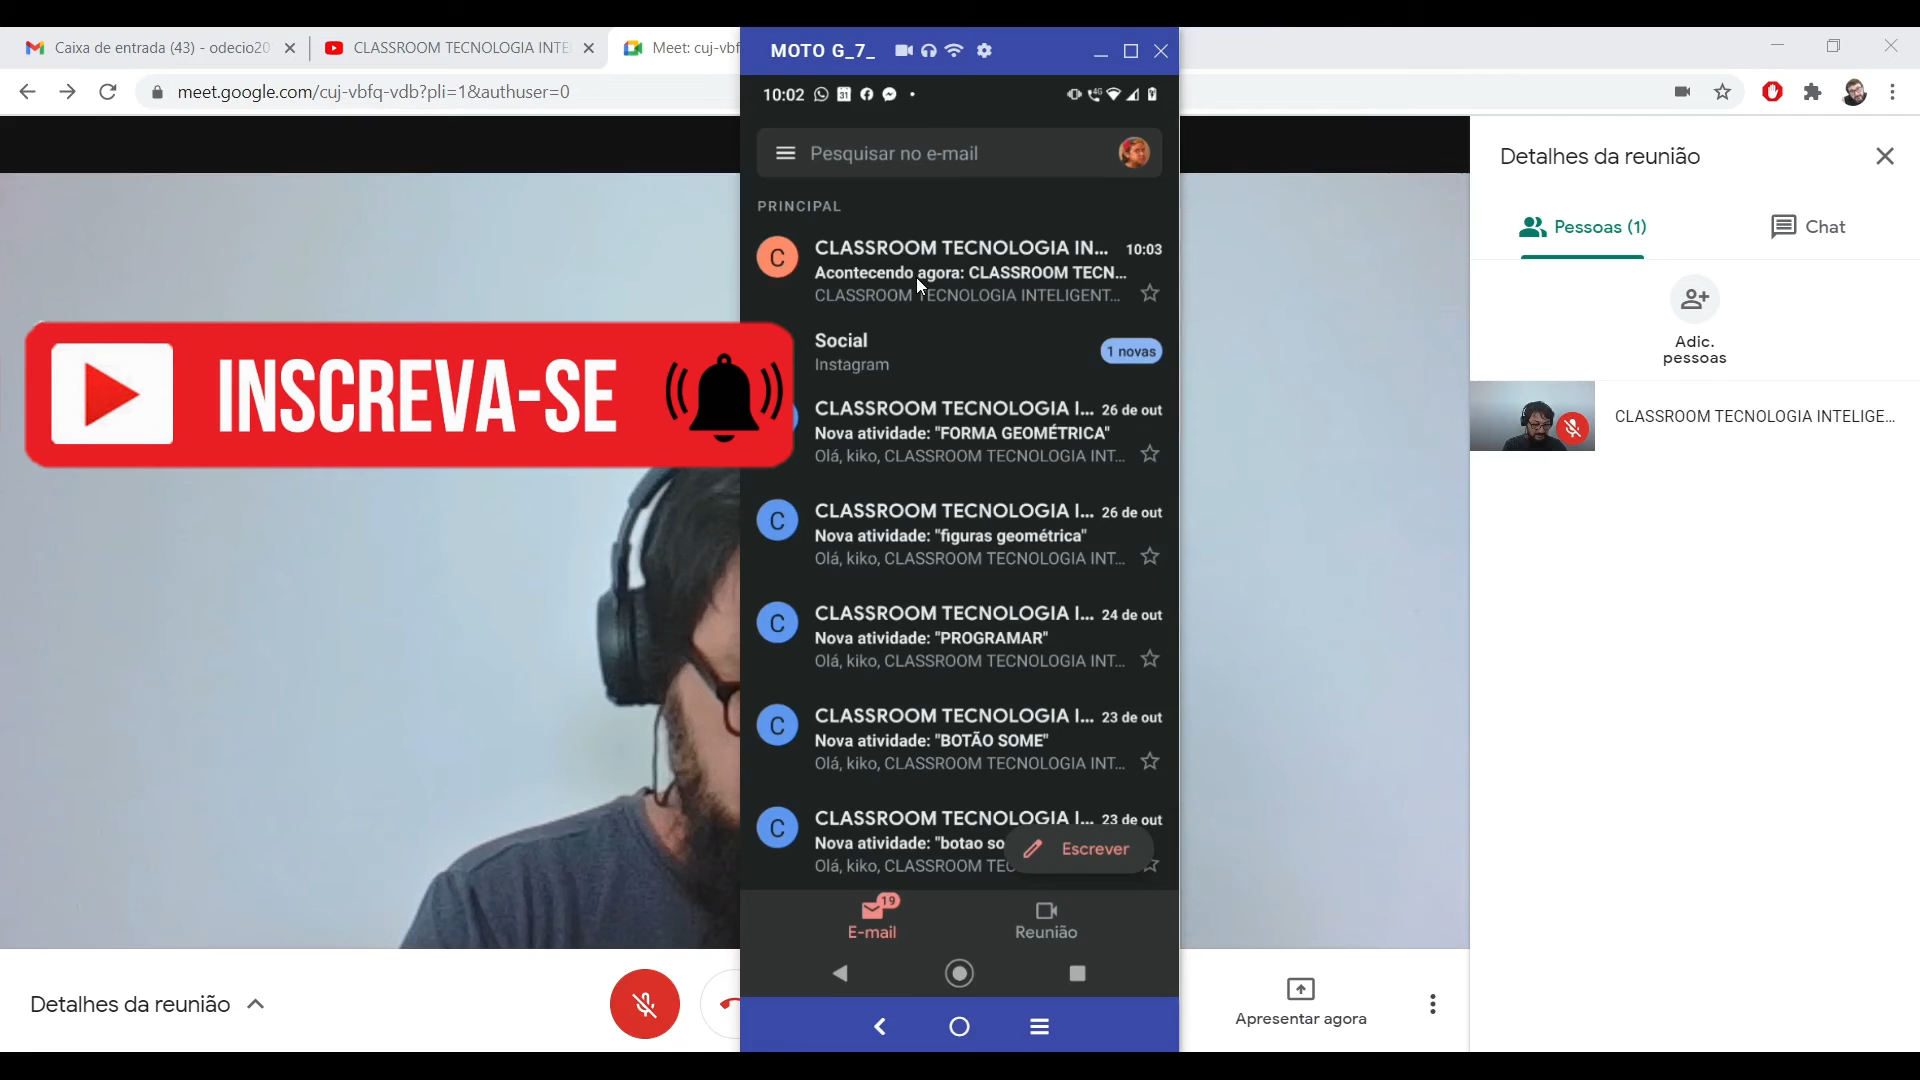 Caixa de entrada (43) - odecio20
CLASSROOM TECNOLOGIA INTE
Meet: cuj-vbf
meet.google.com/cuj-vbfq-vdb?pli=1&authuser=0
MOTO G_7_
10:02
31
4G
Pesquisar no e-mail
PRINCIPAL
C
CLASSROOM TECNOLOGIA IN... 10:03
Acontecendo agora: CLASSROOM TECN...
CLASSROOM TECNOLOGIA INTELIGENT...
Social
1 novas
Instagram
CLASSROOM TECNOLOGIA I... 26 de out
Nova atividade: "FORMA GEOMÉTRICA"
Olá, kiko, CLASSROOM TECNOLOGIA INT...
C
CLASSROOM TECNOLOGIA I... 26 de out
Nova atividade: "figuras geométrica"
Olá, kiko, CLASSROOM TECNOLOGIA INT...
C
CLASSROOM TECNOLOGIA I... 24 de out
Nova atividade: "PROGRAMAR"
Olá, kiko, CLASSROOM TECNOLOGIA INT...
C
CLASSROOM TECNOLOGIA I... 23 de out
Nova atividade: "BOTÃO SOME"
Olá, kiko, CLASSROOM TECNOLOGIA INT...
C
CLASSROOM TECNOLOGIA I... 23 de out
Nova atividade: "botao so
Olá, kiko, CLASSROOM TEC
Escrever
19
E-mail
Reunião
INSCREVA-SE
Detalhes da reunião
Pessoas (1)
Chat
Adic.
pessoas
CLASSROOM TECNOLOGIA INTELIGE...
Detalhes da reunião
Apresentar agora